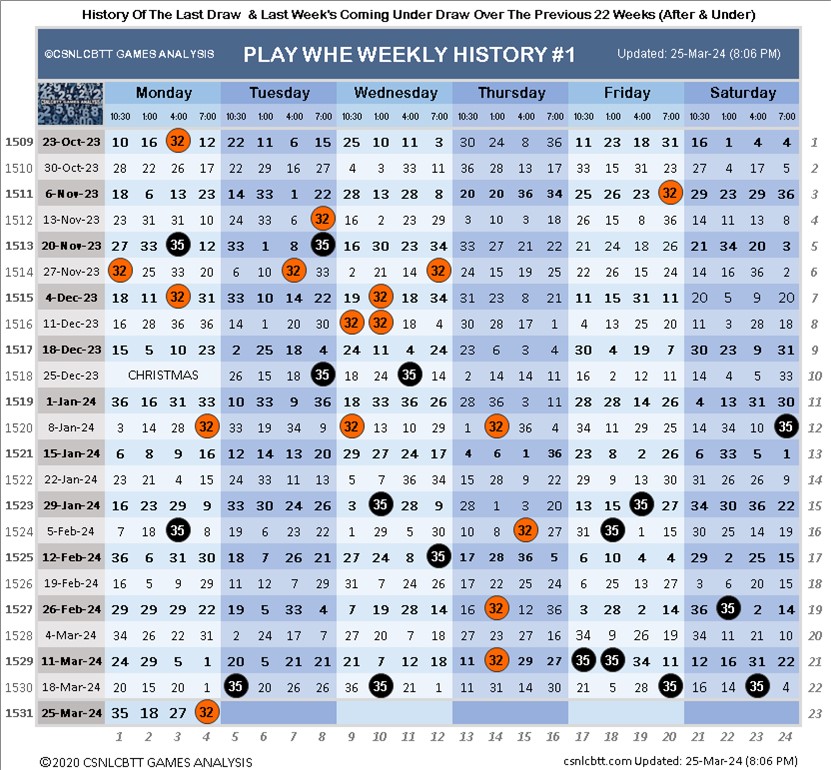 History Of The Last Draw & Last Week's Coming Under Draw Over The Previous 22 Weeks (After & Under)
©CSNLCBTT GAMES ANALYSIS PLAY WHE WEEKLY HISTORY #1 Updated: 25-Mar-24 (8:06 PM)
CSNLCBTT GAMES ANALYSIS Monday Tuesday Wednesday Thursday Friday Saturday
10:30 1:00 4:00 7:00 10:30 1:00 4:00 7:00 10:30 1:00 4:00 7:00 10:30 1:00 4:00 7:00 10:30 1:00 4:00 7:00 10:30 1:00 4:00 7:00
1509 23-Oct-23 10 16 32 12 22 11 6 15 25 10 11 3 30 24 8 36 11 23 18 31 16 1 4 4 1
1510 30-Oct-23 28 22 26 17 22 29 16 27 4 3 33 11 36 28 13 17 33 15 31 23 27 4 17 5 2
1511 6-Nov-23 18 6 13 23 14 33 1 22 28 13 28 8 20 20 36 34 25 26 23 32 29 23 29 36 3
1512 13-Nov-23 23 31 31 10 24 33 6 32 16 2 23 29 3 10 3 18 26 15 8 36 14 11 13 8 4
1513 20-Nov-23 27 33 35 12 33 1 8 35 16 30 23 34 33 27 21 22 21 24 18 26 21 34 20 3 5
1514 27-Nov-23 32 25 33 20 6 10 32 33 2 21 14 32 24 15 19 25 22 26 15 24 14 16 36 2 6
1515 4-Dec-23 18 11 32 31 33 10 14 22 19 32 18 34 31 23 8 21 11 15 31 11 20 5 9 20 7
1516 11-Dec-23 16 28 36 36 14 1 20 30 32 32 18 4 30 28 17 1 4 13 25 20 11 3 28 18 8
1517 18-Dec-23 15 5 10 23 2 25 18 4 24 11 4 24 23 6 3 4 30 4 19 7 30 23 9 31 9
1518 25-Dec-23 CHRISTMAS 26 15 18 35 18 24 35 14 2 14 14 11 26 28 34 26 14 4 5 33 10
1519 1-Jan-24 36 16 31 33 10 33 9 36 18 33 36 26 28 36 3 11 28 28 14 26 4 13 31 30 11
1520 8-Jan-24 3 14 28 32 33 19 34 9 32 13 10 29 1 32 36 4 34 11 29 25 14 34 10 35 12
1521 15-Jan-24 6 8 9 16 12 14 13 20 29 27 24 17 4 6 1 36 23 8 2 26 6 33 5 1 13
1522 22-Jan-24 23 21 4 15 24 33 13 11 5 7 36 34 15 28 9 22 29 4 9 33 31 26 26 9 14
1523 29-Jan-24 16 23 29 9 33 30 24 26 3 35 28 9 28 1 3 20 13 15 35 27 34 30 36 22 15
1524 5-Feb-24 7 18 35 8 19 6 23 22 1 29 5 30 10 8 32 27 31 35 1 15 30 25 14 19 16
1525 12-Feb-24 36 6 31 30 18 7 26 21 27 24 8 35 17 28 36 5 6 10 4 4 29 2 25 15 17
1526 19-Feb-24 16 5 9 29 11 12 7 29 31 7 24 26 17 22 25 24 6 25 13 27 3 6 20 15 18
1527 26-Feb-24 29 29 29 22 19 5 33 4 7 19 28 14 16 32 12 36 3 28 2 14 36 35 2 14 19
1528 4-Mar-24 34 26 22 31 2 24 17 7 27 20 7 18 27 23 27 16 34 9 26 19 34 11 21 10 20
1529 11-Mar-24 24 29 5 1 20 5 21 21 21 7 12 18 11 32 29 27 35 35 34 11 12 16 31 22 21
1530 18-Mar-24 20 15 20 1 35 20 26 26 36 35 21 1 11 31 14 30 21 5 28 35 16 14 35 4 22
1531 25-Mar-24 35 18 27 32 23
1 2 3 4 5 6 7 8 9 10 11 12 13 14 15 16 17 18 19 20 21 22 23 24
©2020 CSNLCBTT GAMES ANALYSIS csnlcbtt.com Updated: 25-Mar-24 (8:06 PM)